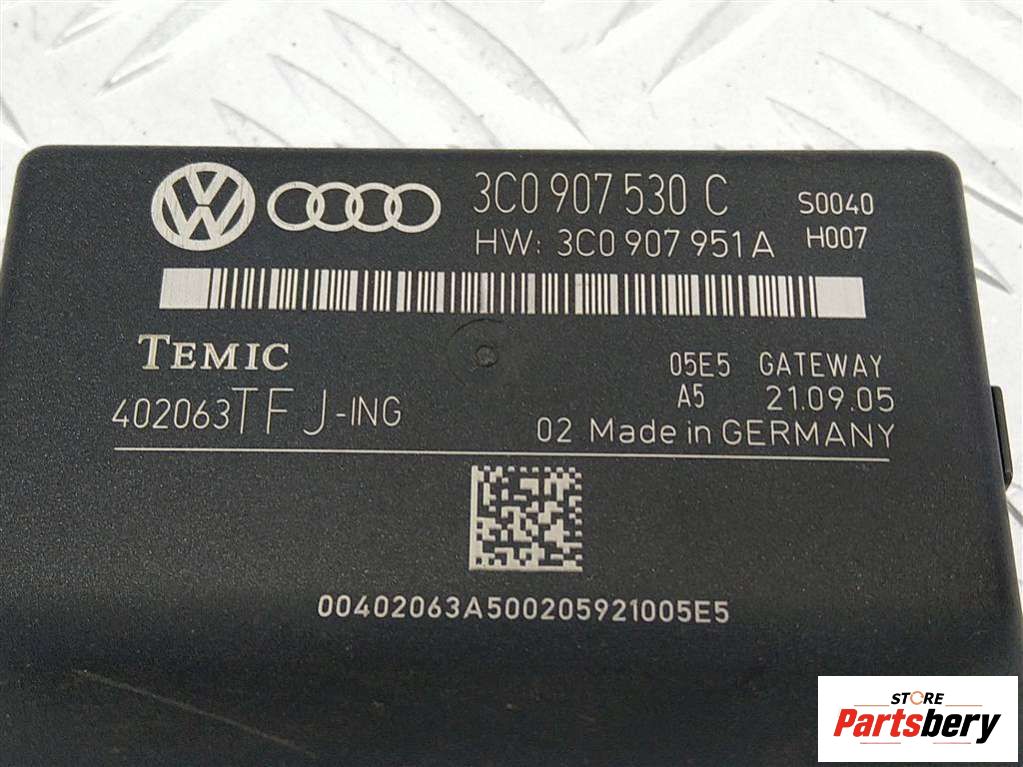 3C0 907 530 C S0040
HW: 3C0 907 951 A H007
TEMIC 05E5 GATEWAY
A5 21.09.05
402063TFJ-ING
02 Made in GERMANY
00402063A500205921005E5
STORE
Partsbery